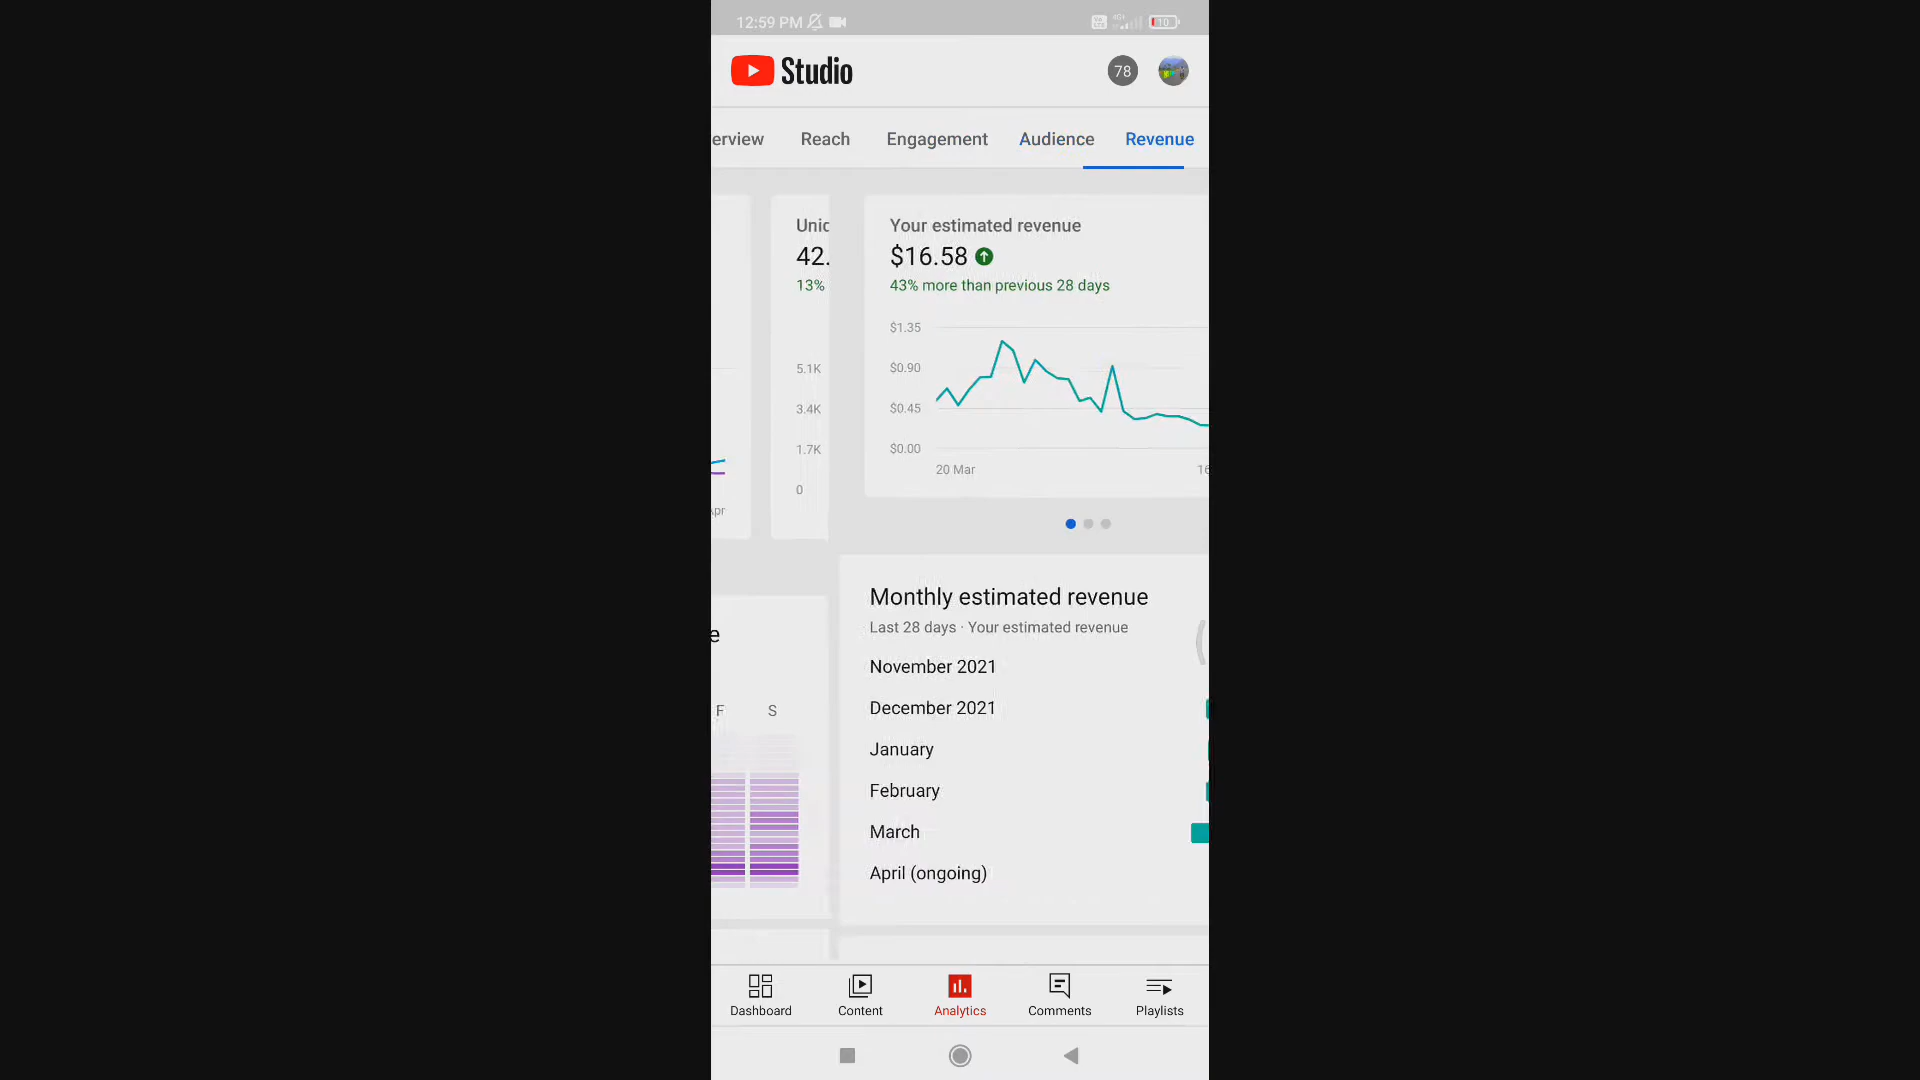 12:59 PM
10
Studio
78
erview Reach Engagement Audience Revenue
Unic
42.
13%
5.1K
3.4K
1.7K
0
Apr
Your estimated revenue
$16.58
43% more than previous 28 days
$1.35
$0.90
$0.45
$0.00
20 Mar
16
e
F S
Monthly estimated revenue
Last 28 days · Your estimated revenue
November 2021
December 2021
January
February
March
April (ongoing)
Dashboard Content Analytics Comments Playlists